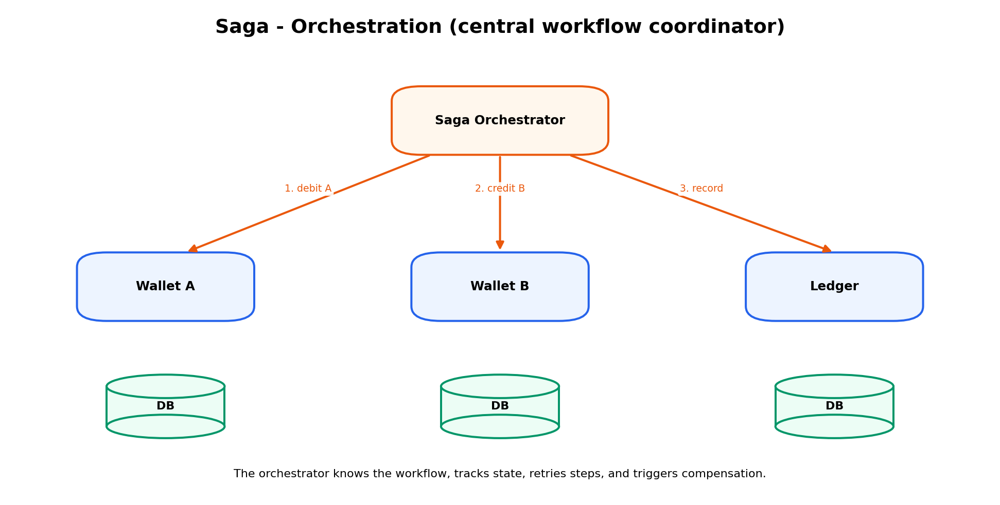 Saga - Orchestration (central workflow coordinator)
Saga Orchestrator
1. debit A
2. credit B
3. record
Wallet A
Wallet B
Ledger
DB
DB
DB
The orchestrator knows the workflow, tracks state, retries steps, and triggers compensation.